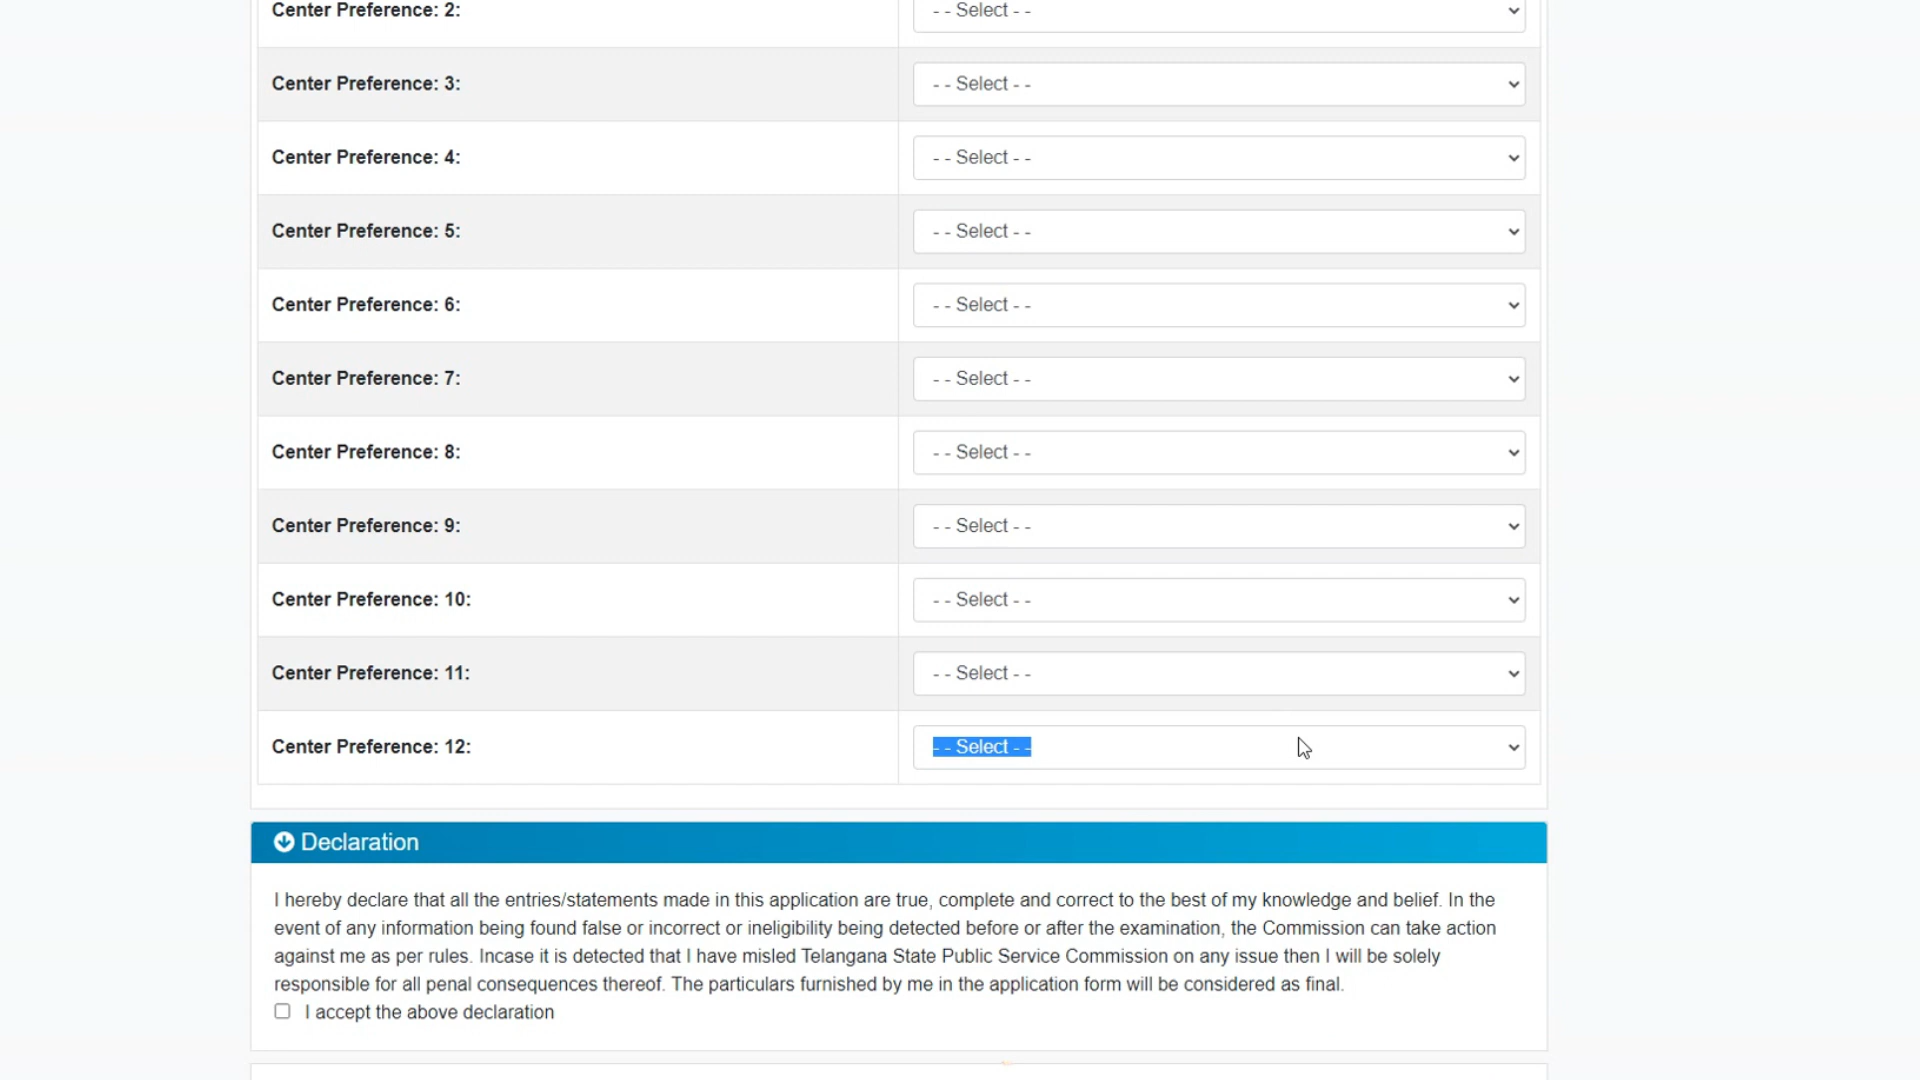 Center Preference: 2:
- - Select - -
Center Preference: 3:
- - Select - -
Center Preference: 4:
- - Select - -
Center Preference: 5:
- - Select - -
Center Preference: 6:
- - Select - -
Center Preference: 7:
- - Select - -
Center Preference: 8:
- - Select - -
Center Preference: 9:
- - Select - -
Center Preference: 10:
- - Select - -
Center Preference: 11:
- - Select - -
Center Preference: 12:
- - Select - -
Declaration
I hereby declare that all the entries/statements made in this application are true, complete and correct to the best of my knowledge and belief. In the
event of any information being found false or incorrect or ineligibility being detected before or after the examination, the Commission can take action
against me as per rules. Incase it is detected that I have misled Telangana State Public Service Commission on any issue then I will be solely
responsible for all penal consequences thereof. The particulars furnished by me in the application form will be considered as final.
I accept the above declaration